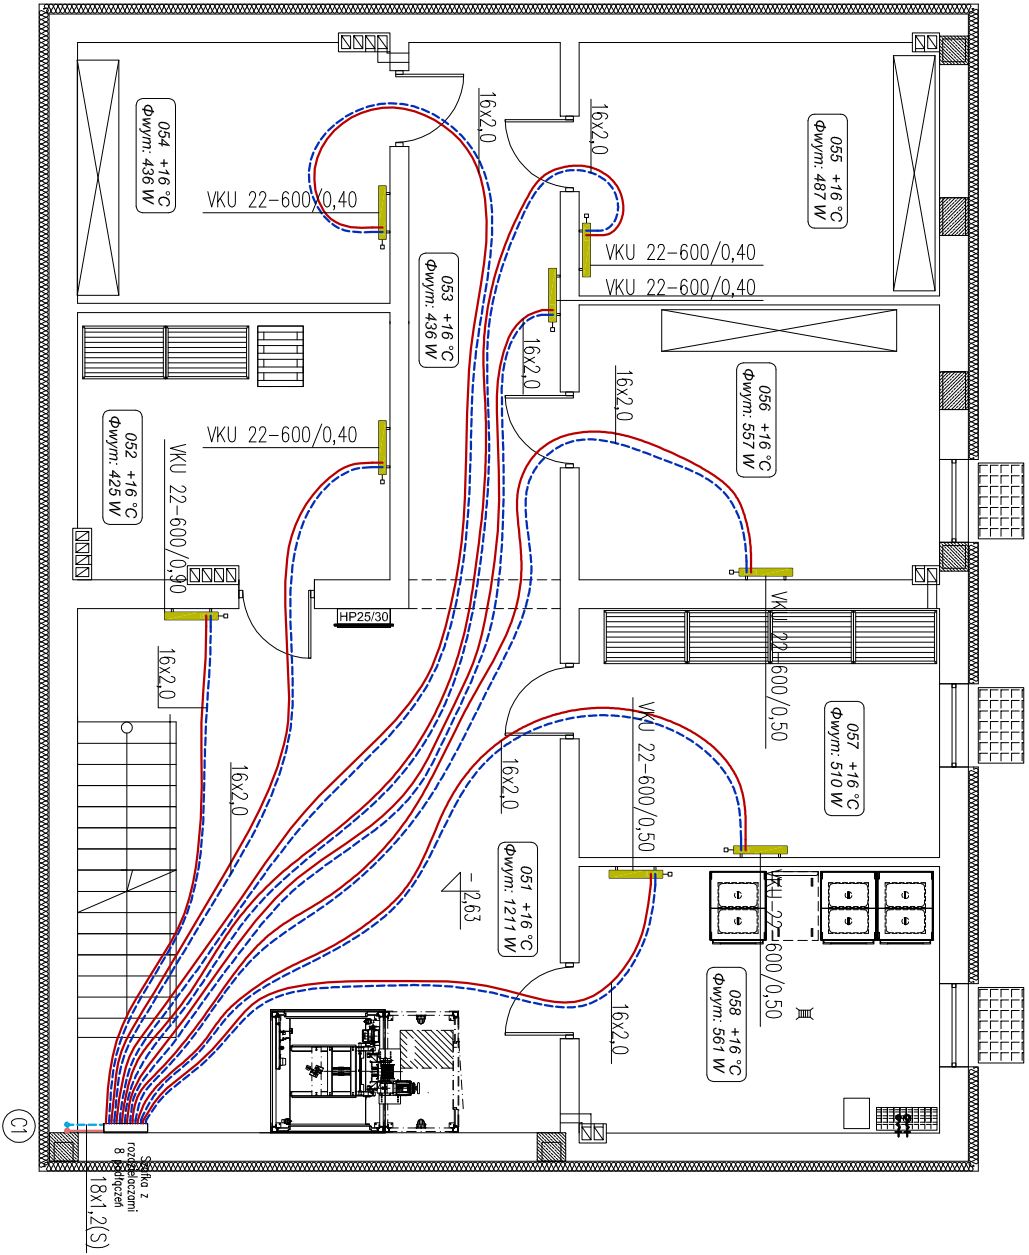 16x2,0
16x2,0
054 +16 °C
Φwym: 436 W
055 +16 °C
Φwym: 487 W
VKU 22-600/0,40
VKU 22-600/0,40
VKU 22-600/0,40
053 +16 °C
Φwym: 436 W
16x2,0
16x2,0
056 +16 °C
Φwym: 557 W
052 +16 °C
Φwym: 425 W
VKU 22-600/0,40
VKU 22-600/0,90
HP25/30
VKU 22-600/0,50
16x2,0
16x2,0
16x2,0
VKU 22-600/0,50
057 +16 °C
Φwym: 510 W
051 +16 °C
Φwym: 1211 W
-2,63
VKU 22-600/0,50
058 +16 °C
Φwym: 561 W
16x2,0
C1
Szafka z
rozdzielaczami
8 podłączeń
18x1,2(S)